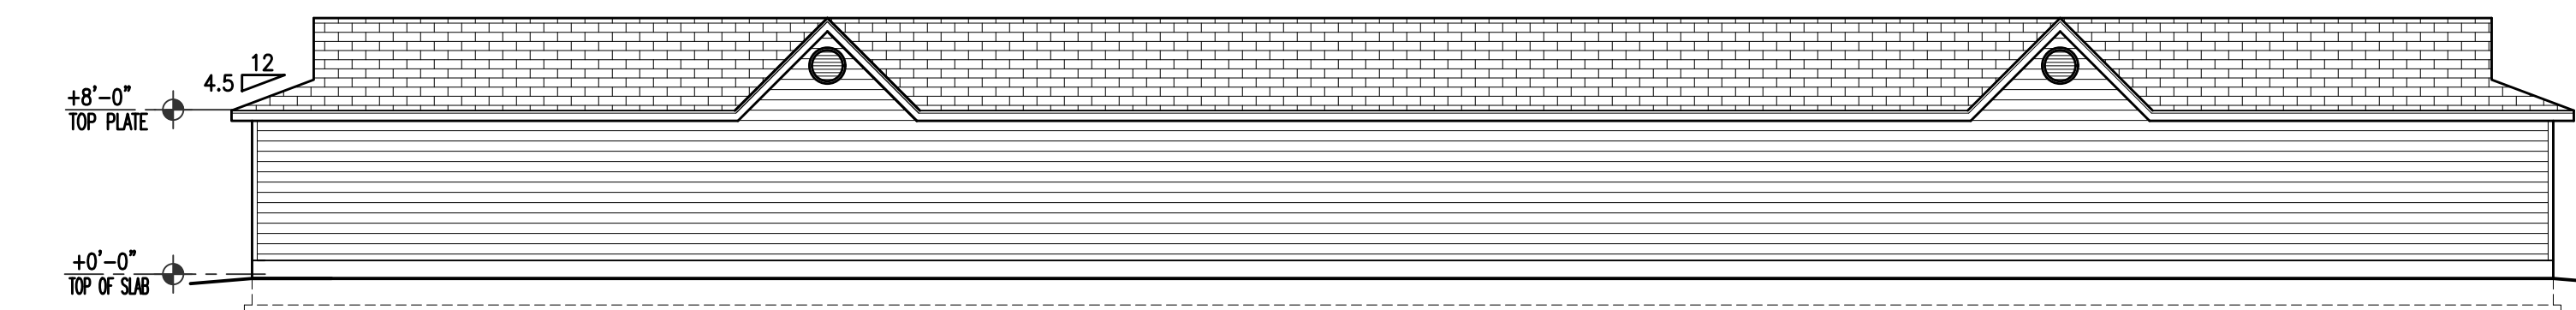 12
4.5
+8'-0"
TOP PLATE
+0'-0"
TOP OF SLAB